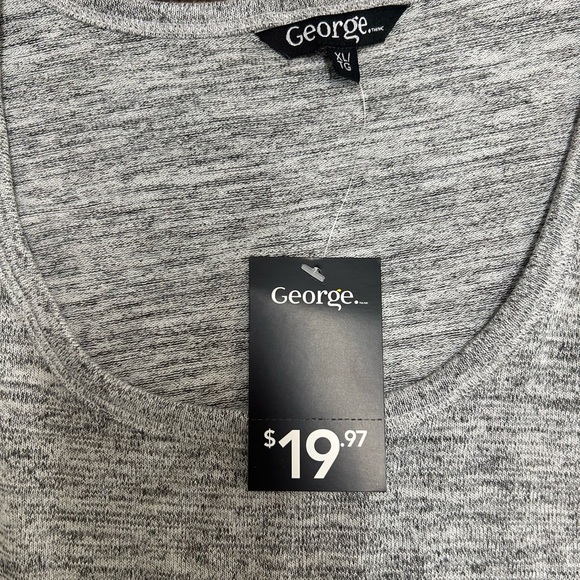 George.
XL/
TG
George.
$19.97